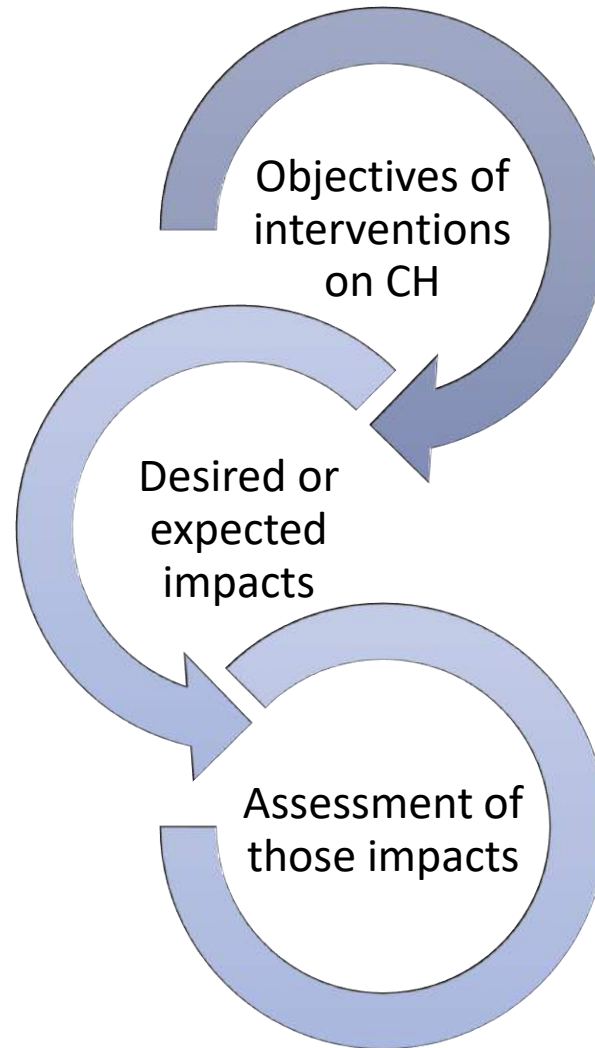 Objectives of
interventions
on CH
Desired or
expected
impacts
Assessment of
those impacts